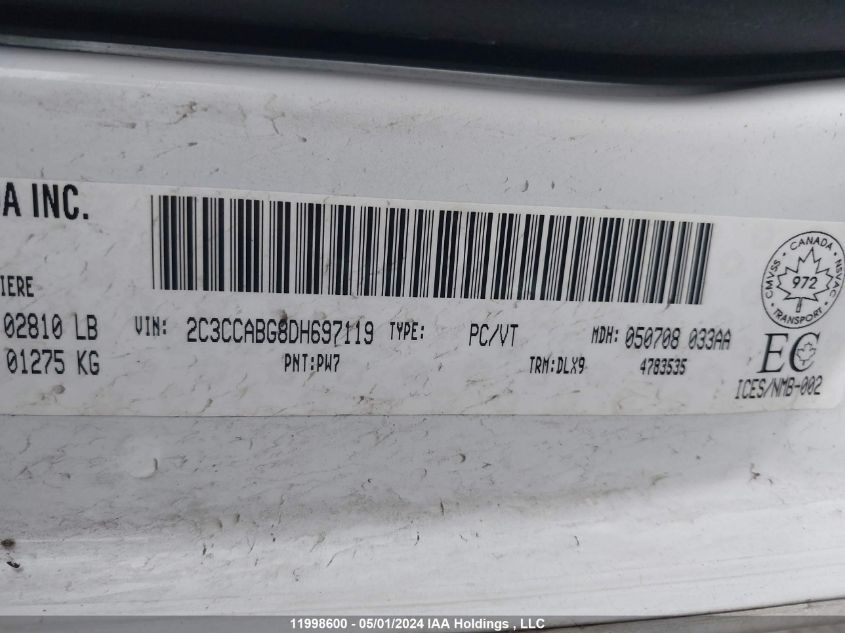 A INC.
IERE
02810 LB
01275 KG
VIN: 2C3CCABG8DH697119 TYPE: PC/VT MDH: 050708 033AA
PNT:PW7 TRM:DLX9 4783535
CMVSS - CANADA - NSVAC
972
TRANSPORT
EC
ICES/NMB-002
11998600 - 05/01/2024 IAA Holdings , LLC